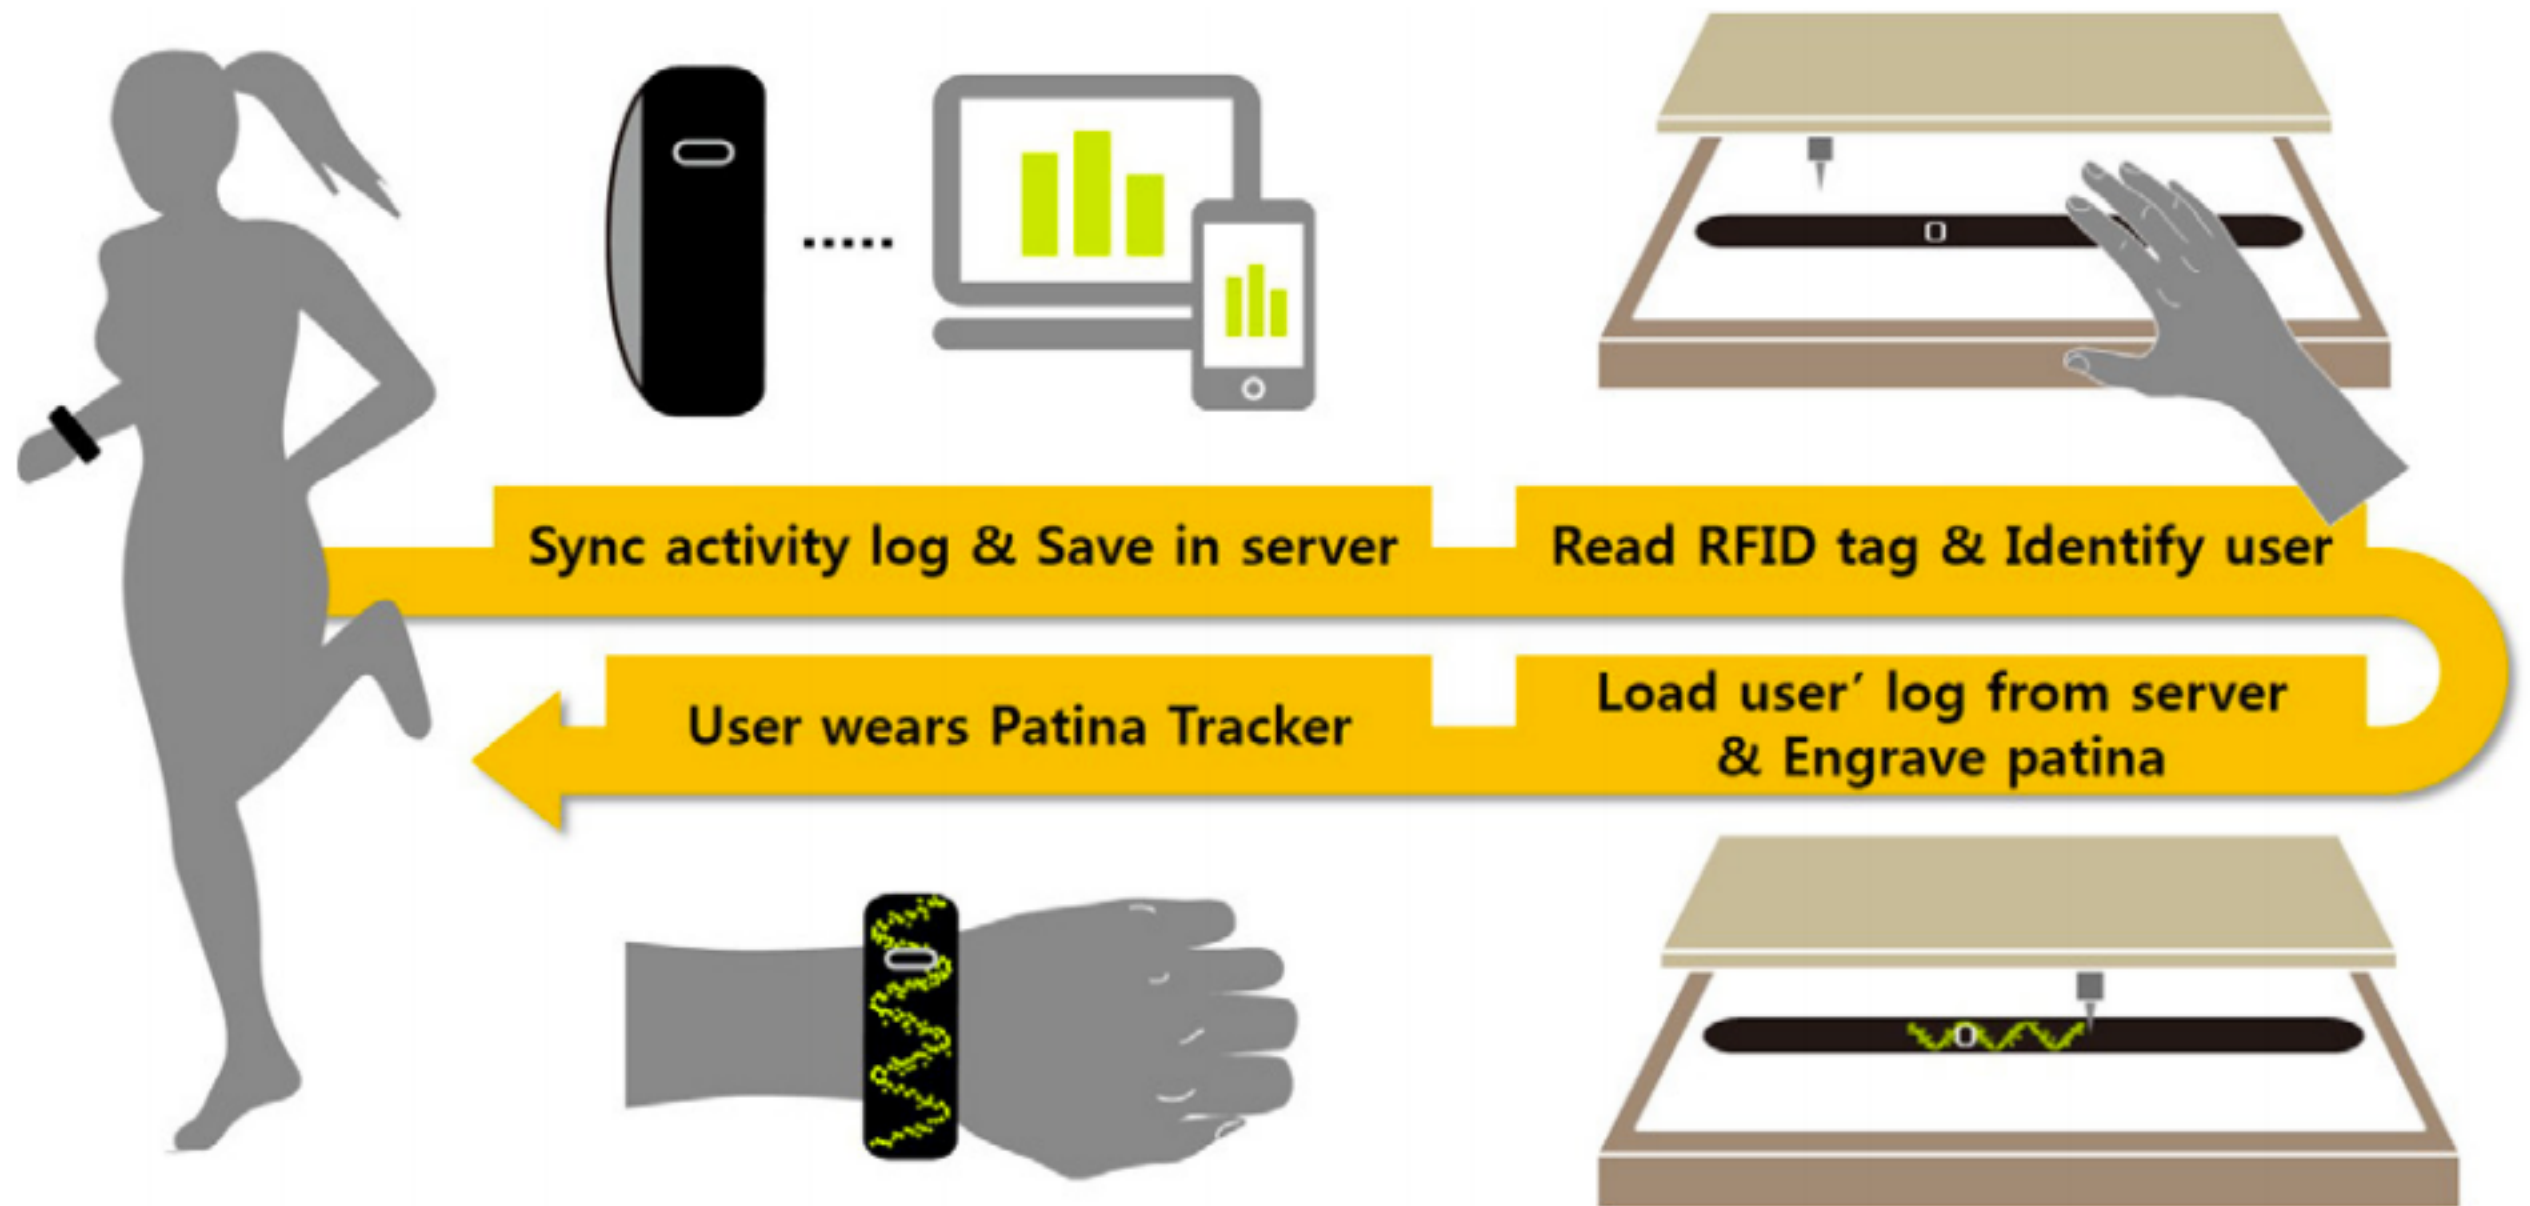 Sync activity log & Save in server
Read RFID tag & Identify user
Load user’ log from server
& Engrave patina
User wears Patina Tracker